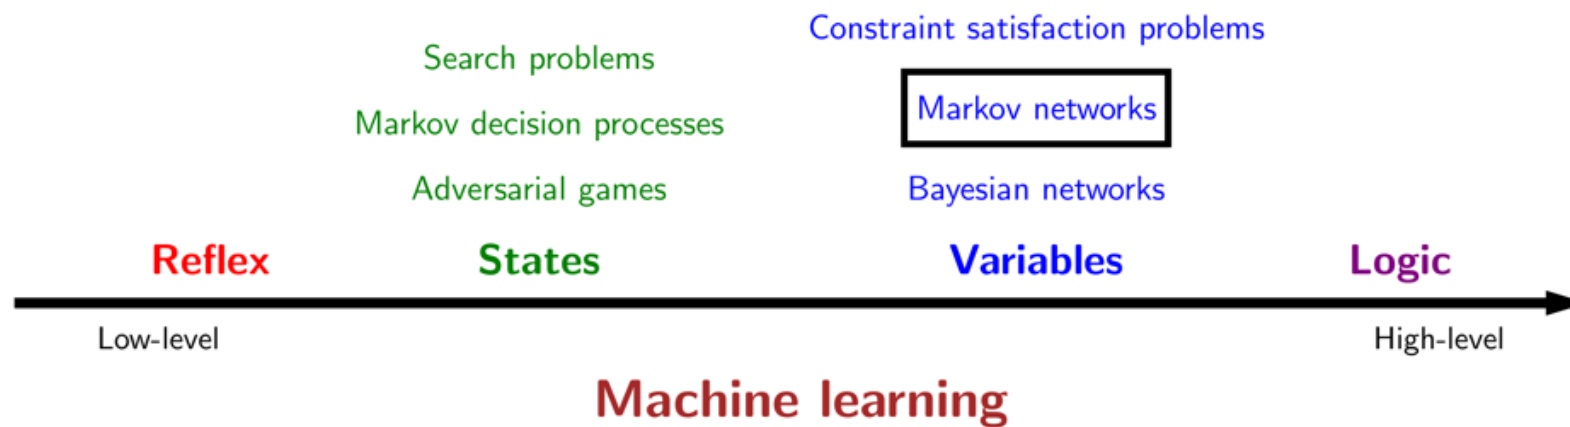 Constraint satisfaction problems
Search problems
Markov networks
Markov decision processes
Adversarial games
Bayesian networks
Reflex
States
Variables
Logic
Low-level
High-level
Machine learning